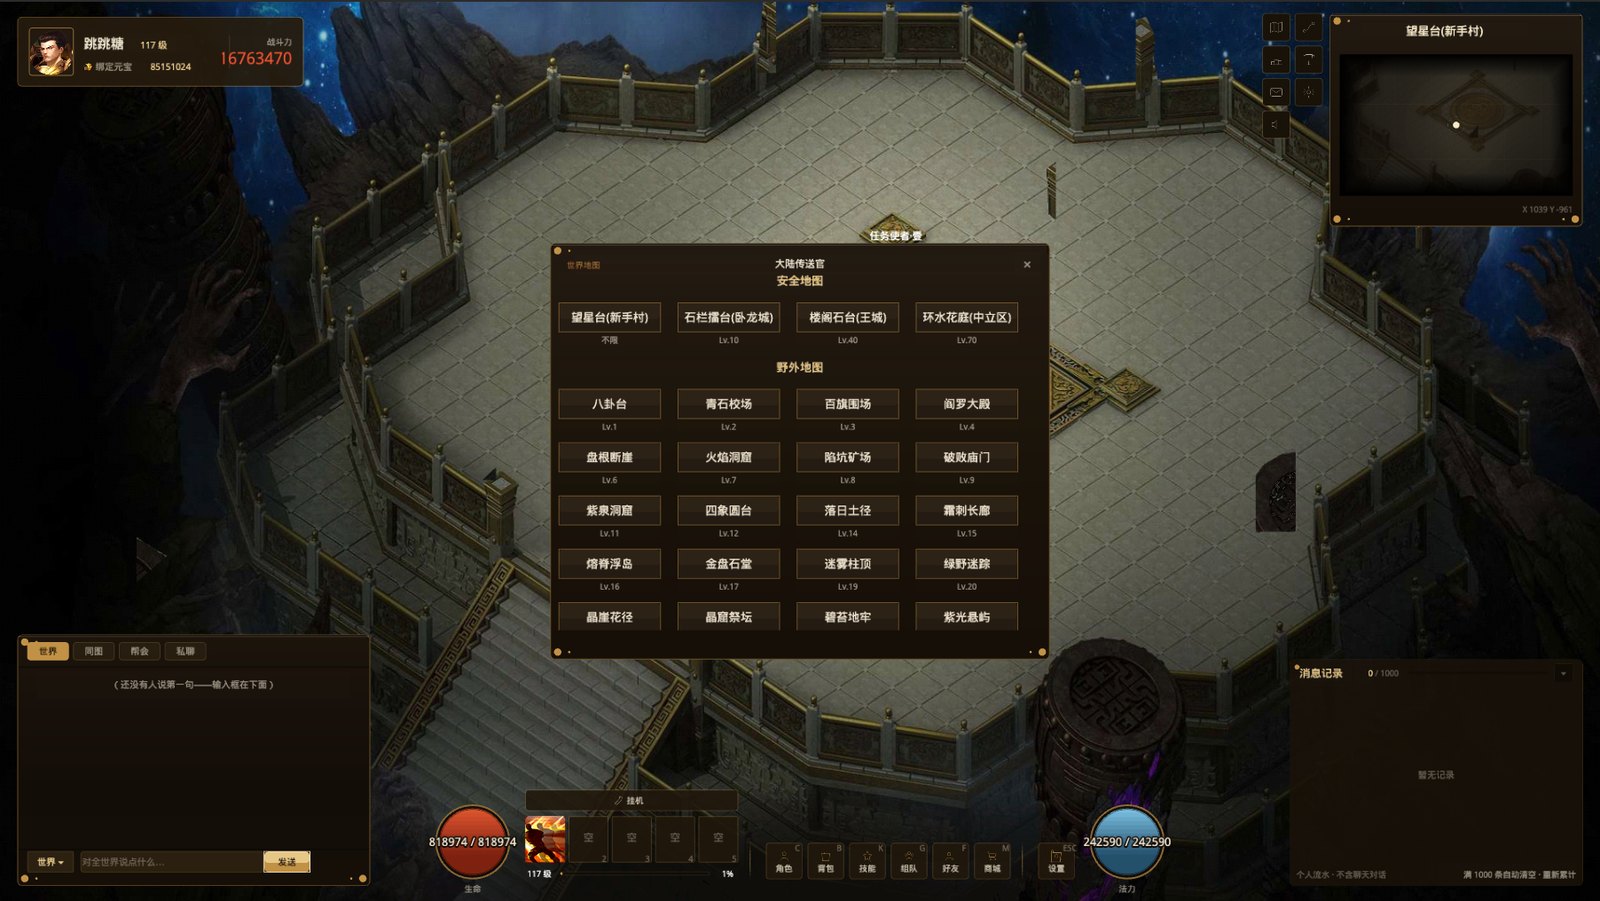 跳跳糖 117 级
绑定元宝 85151024
战斗力
16763470
望星台(新手村)
X 1039 Y -961
任务使者·壹
世界地图
大陆传送官
安全地图
望星台(新手村) 石栏擂台(卧龙城) 楼阁石台(王城) 环水花庭(中立区)
不限 Lv.10 Lv.40 Lv.70
野外地图
八卦台 青石校场 百旗围场 阎罗大殿
Lv.1 Lv.2 Lv.3 Lv.4
盘根断崖 火焰洞窟 陷坑矿场 破败庙门
Lv.6 Lv.7 Lv.8 Lv.9
紫泉洞窟 四象圆台 落日土径 霜刺长廊
Lv.11 Lv.12 Lv.14 Lv.15
熔脊浮岛 金盘石堂 迷雾柱顶 绿野迷踪
Lv.16 Lv.17 Lv.19 Lv.20
晶崖花径 晶窟祭坛 碧苔地牢 紫光悬屿
世界 同图 帮会 私聊
( 还没有人说第一句——输入框在下面 )
世界 对全世界说点什么... 发送
818974 / 818974
生命
挂机
空 2 空 3 空 4 空 5
117 级 1%
C 角色 B 背包 K 技能 G 组队 F 好友 M 商城 ESC 设置
242590 / 242590
法力
消息记录 0 / 1000
暂无记录
个人流水 · 不含聊天对话 满 1000 条自动清空 · 重新累计